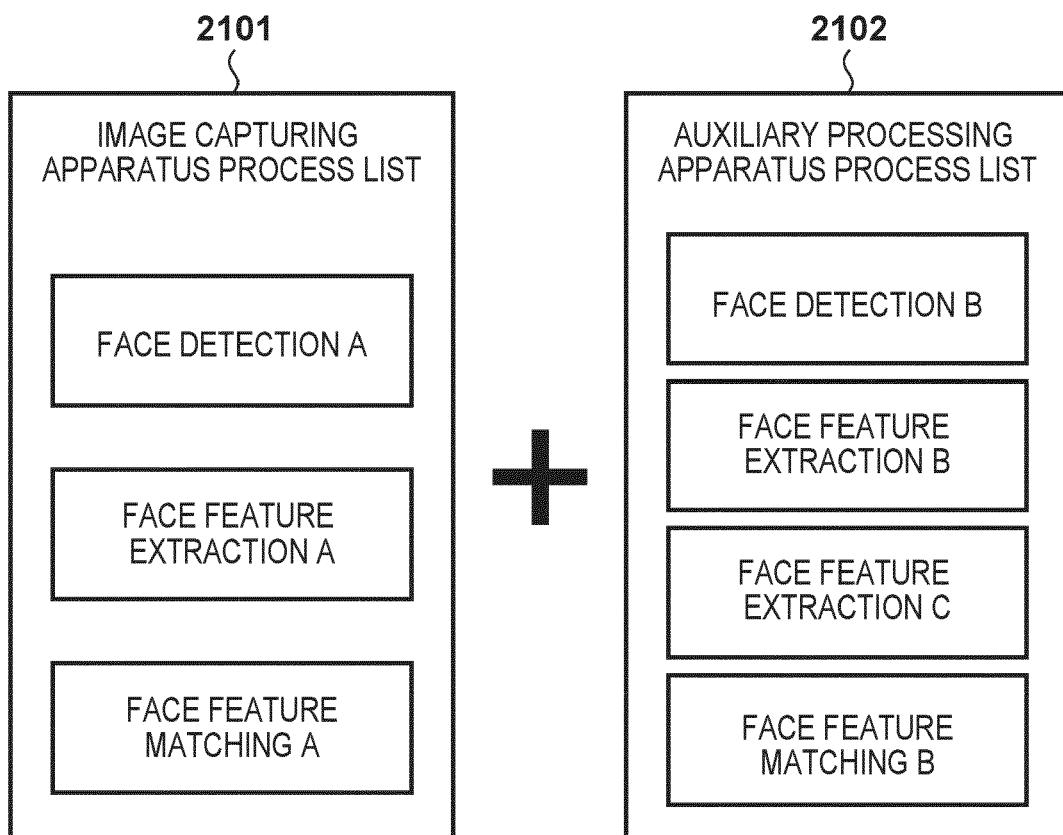 2101
IMAGE CAPTURING
APPARATUS PROCESS LIST
FACE DETECTION A
FACE FEATURE
EXTRACTION A
FACE FEATURE
MATCHING A
+
2102
AUXILIARY PROCESSING
APPARATUS PROCESS LIST
FACE DETECTION B
FACE FEATURE
EXTRACTION B
FACE FEATURE
EXTRACTION C
FACE FEATURE
MATCHING B